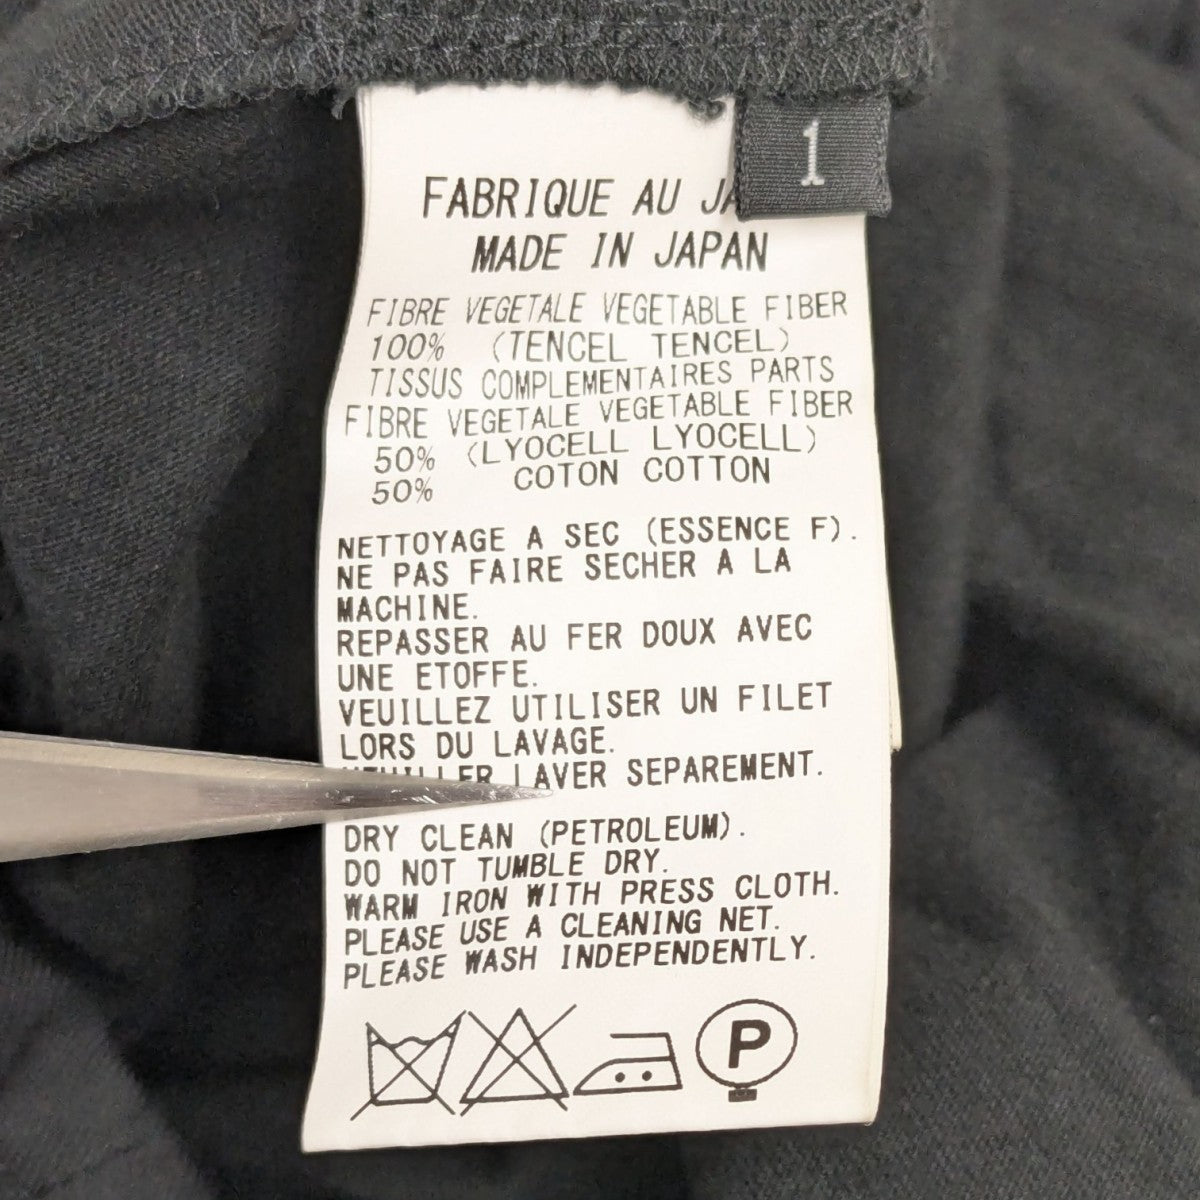 1
FABRIQUE AU
MADE IN JAPAN
FIBRE VEGETALE VEGETABLE FIBER
100% (TENCEL TENCEL)
TISSUS COMPLEMENTAIRES PARTS
FIBRE VEGETALE VEGETABLE FIBER
50% (LYOCELL LYOCELL)
50% COTON COTTON
NETTOYAGE A SEC (ESSENCE F).
NE PAS FAIRE SECHER A LA
MACHINE.
REPASSER AU FER DOUX AVEC
UNE ETOFFE.
VEUILLEZ UTILISER UN FILET
LORS DU LAVAGE.
LAVER SEPAREMENT.
DRY CLEAN (PETROLEUM).
DO NOT TUMBLE DRY.
WARM IRON WITH PRESS CLOTH.
PLEASE USE A CLEANING NET.
PLEASE WASH INDEPENDENTLY.
P